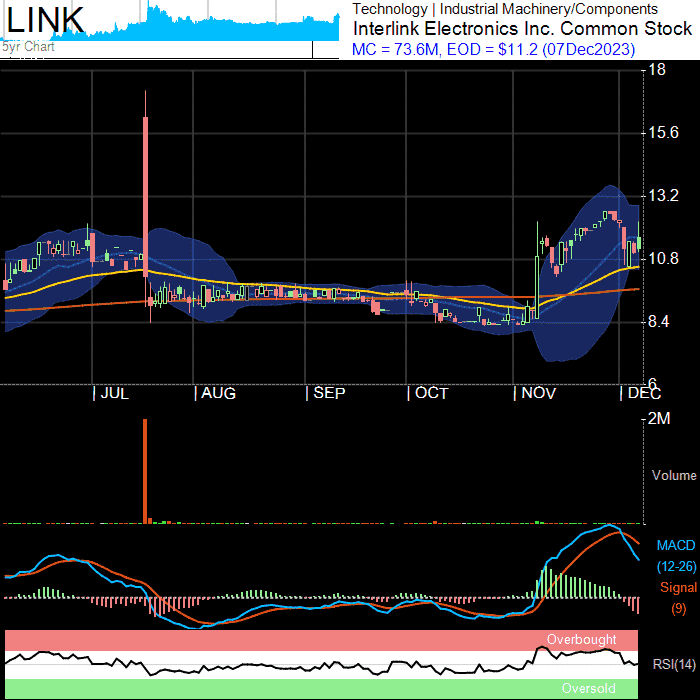 LINK
Technology | Industrial Machinery/Components
Interlink Electronics Inc. Common Stock
5yr Chart
MC = 73.6M, EOD = $11.2 (07Dec2023)
18
15.6
13.2
10.8
8.4
6
JUL AUG SEP OCT NOV DEC
2M
Volume
MACD
(12-26)
Signal
(9)
Overbought
RSI(14)
Oversold